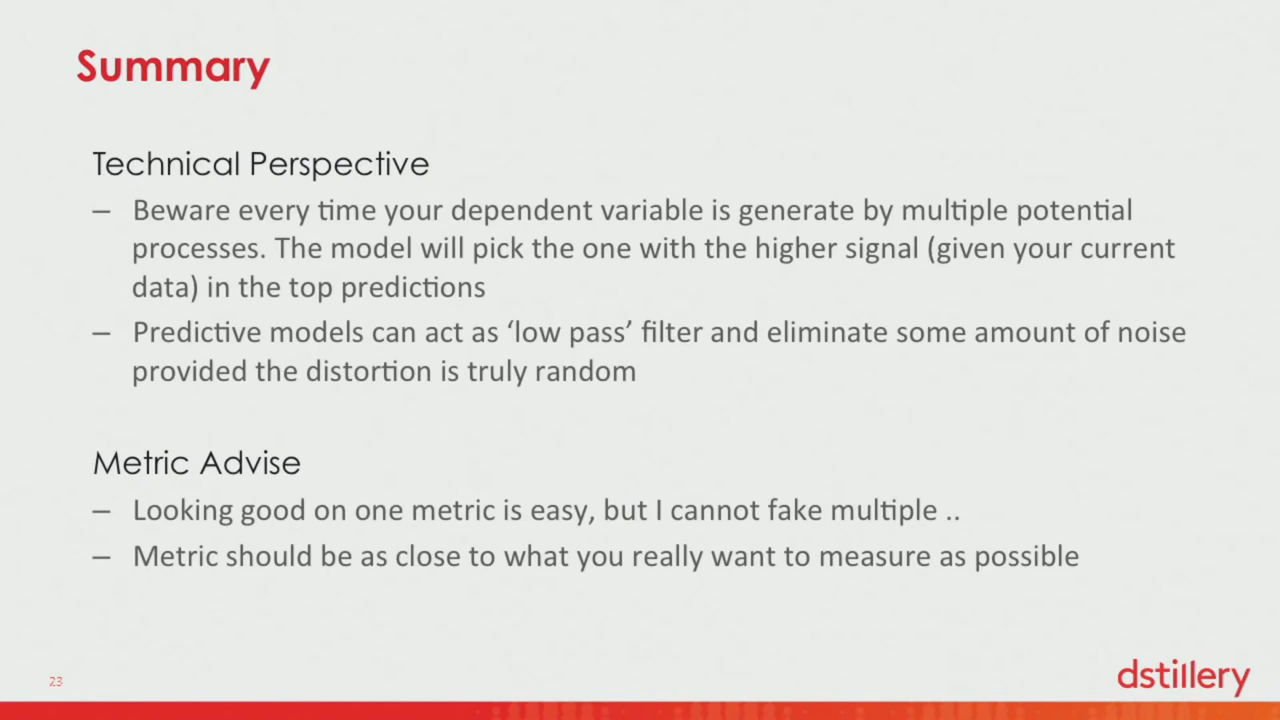 Summary
Technical Perspective
– Beware every time your dependent variable is generate by multiple potential
processes. The model will pick the one with the higher signal (given your current
data) in the top predictions
– Predictive models can act as ‘low pass’ filter and eliminate some amount of noise
provided the distortion is truly random
Metric Advise
– Looking good on one metric is easy, but I cannot fake multiple ..
– Metric should be as close to what you really want to measure as possible
23
dstillery